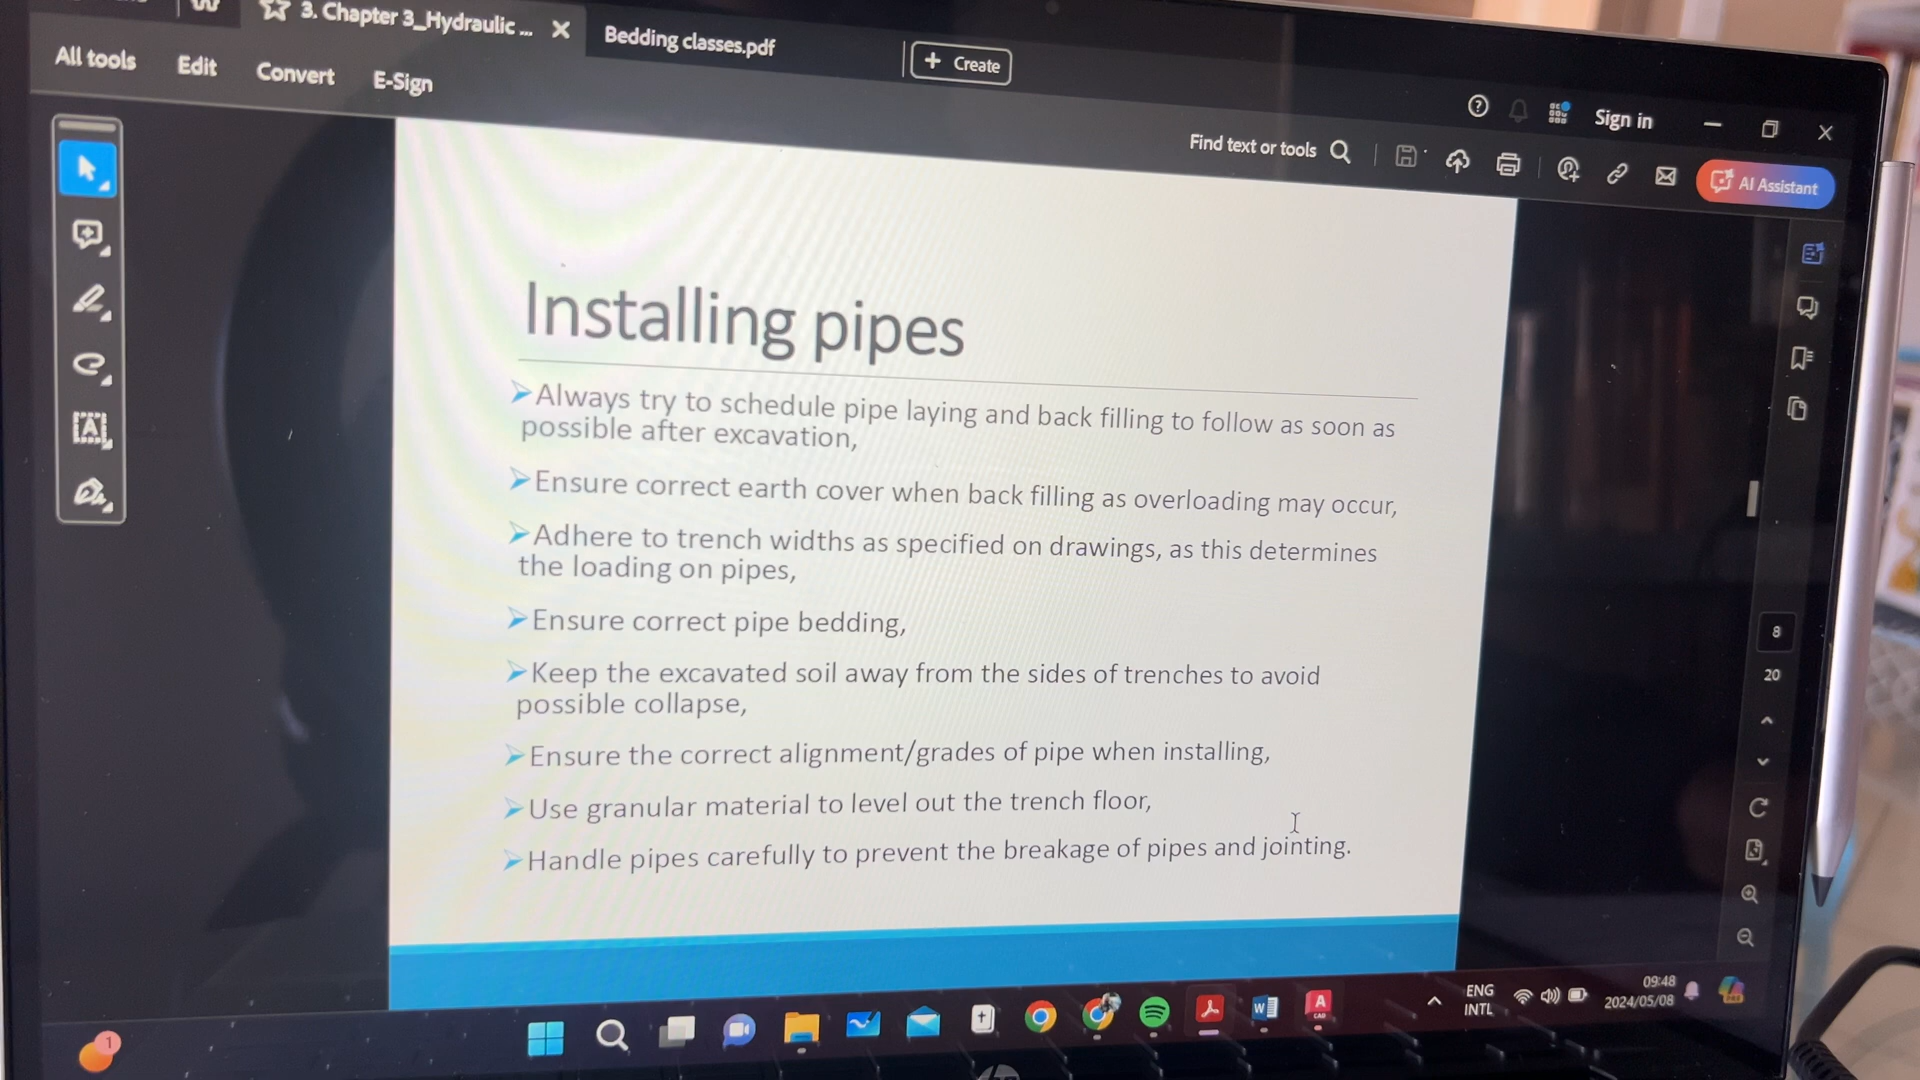 3. Chapter 3_Hydraulic ...
Bedding classes.pdf
+ Create
All tools
Edit
Convert
E-Sign
Sign in
Find text or tools
AI Assistant
Installing pipes
Always try to schedule pipe laying and back filling to follow as soon as
possible after excavation,
Ensure correct earth cover when back filling as overloading may occur,
Adhere to trench widths as specified on drawings, as this determines
the loading on pipes,
Ensure correct pipe bedding,
Keep the excavated soil away from the sides of trenches to avoid
possible collapse,
Ensure the correct alignment/grades of pipe when installing,
Use granular material to level out the trench floor,
Handle pipes carefully to prevent the breakage of pipes and jointing.
8
20
1
ENG
INTL
09:48
2024/05/08